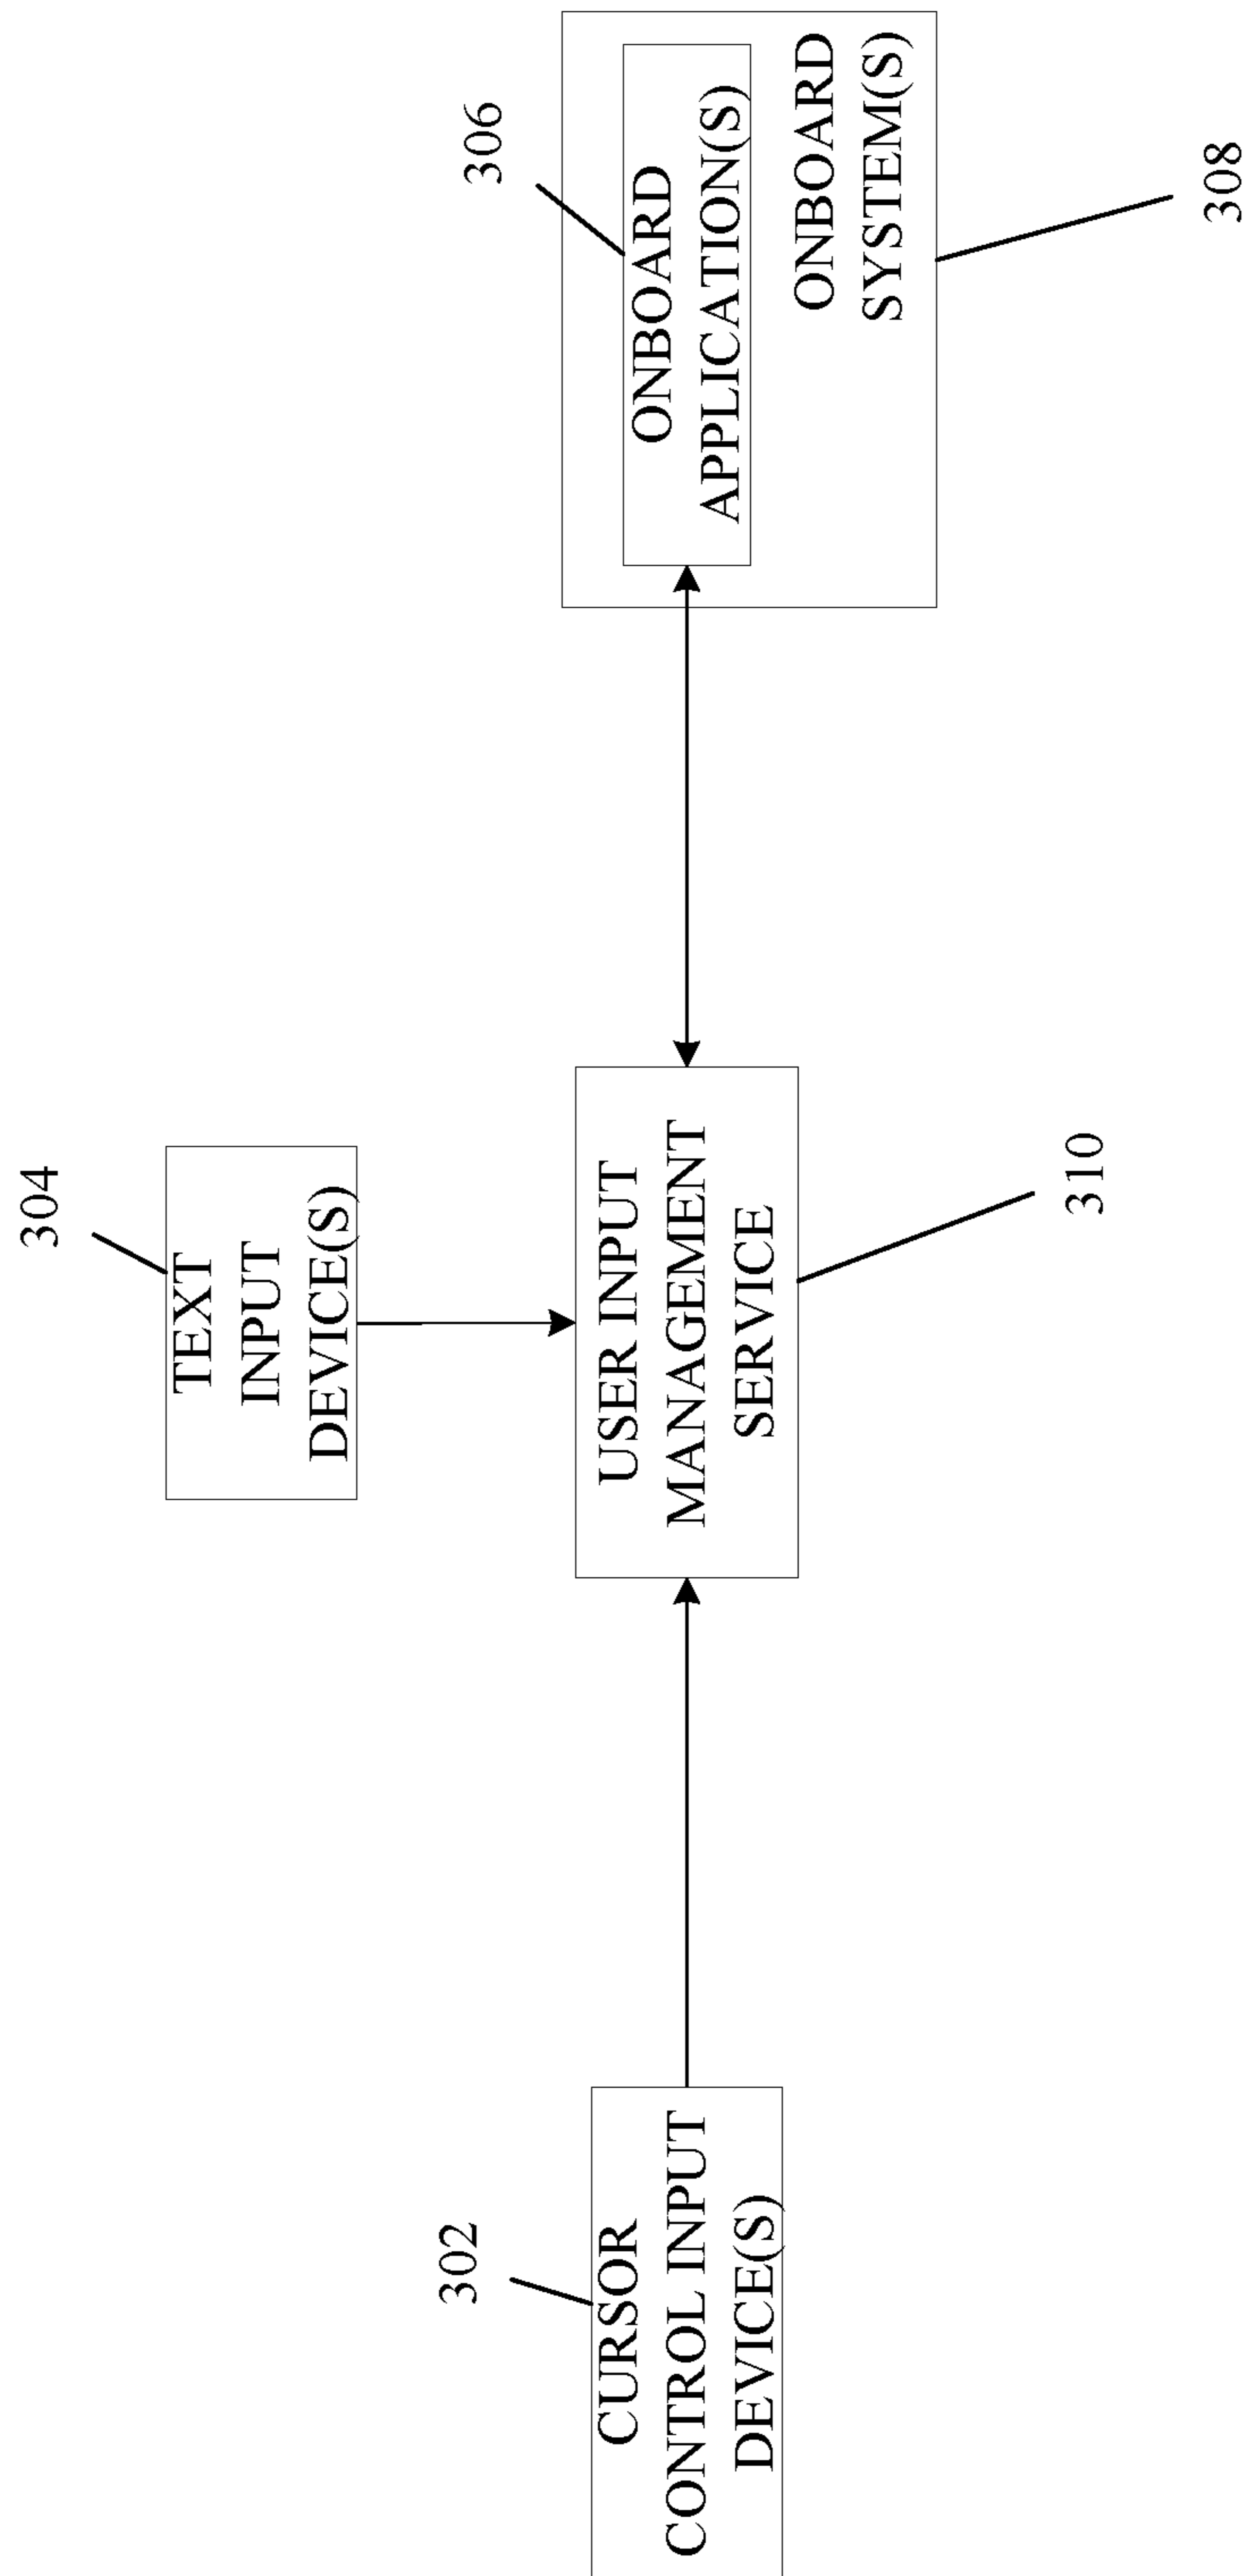 304
TEXT
INPUT
DEVICE(S)
302
CURSOR
CONTROL INPUT
DEVICE(S)
USER INPUT
MANAGEMENT
SERVICE
310
306
ONBOARD
APPLICATION(S)
ONBOARD
SYSTEM(S)
308